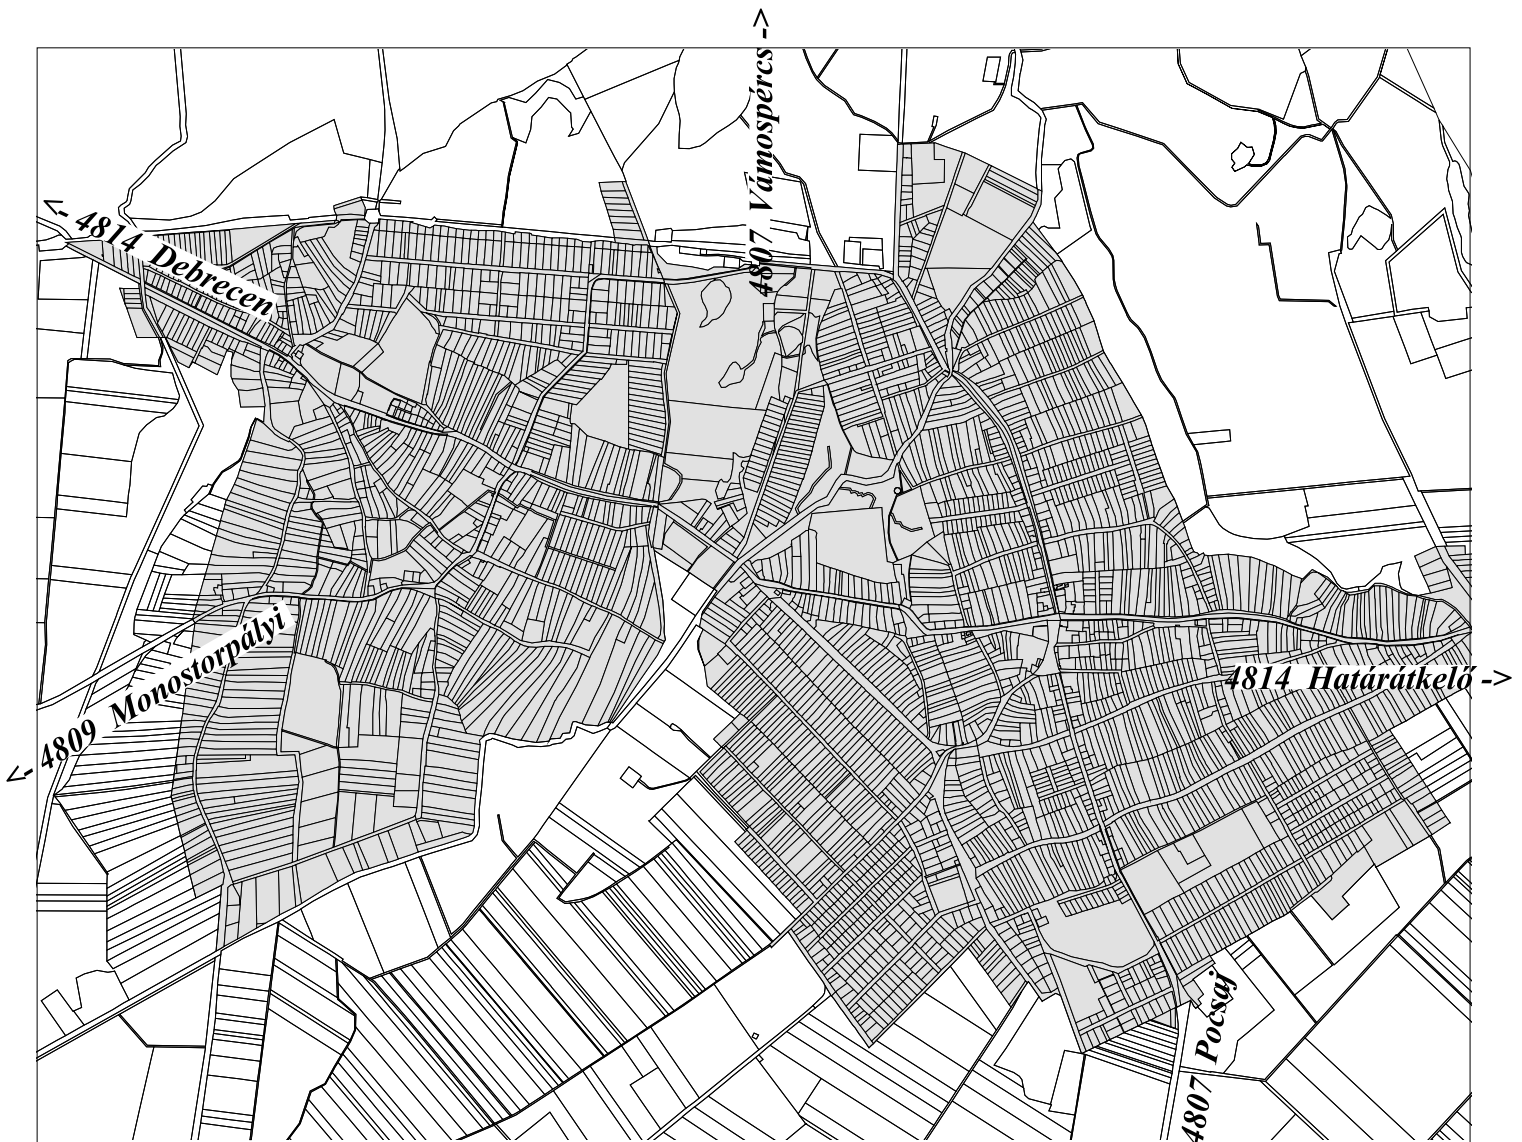 4807 Vámospércs ->
<- 4814 Debrecen
<- 4809 Monostorpályi
4814 Határátkelő ->
4807 Pocsaj